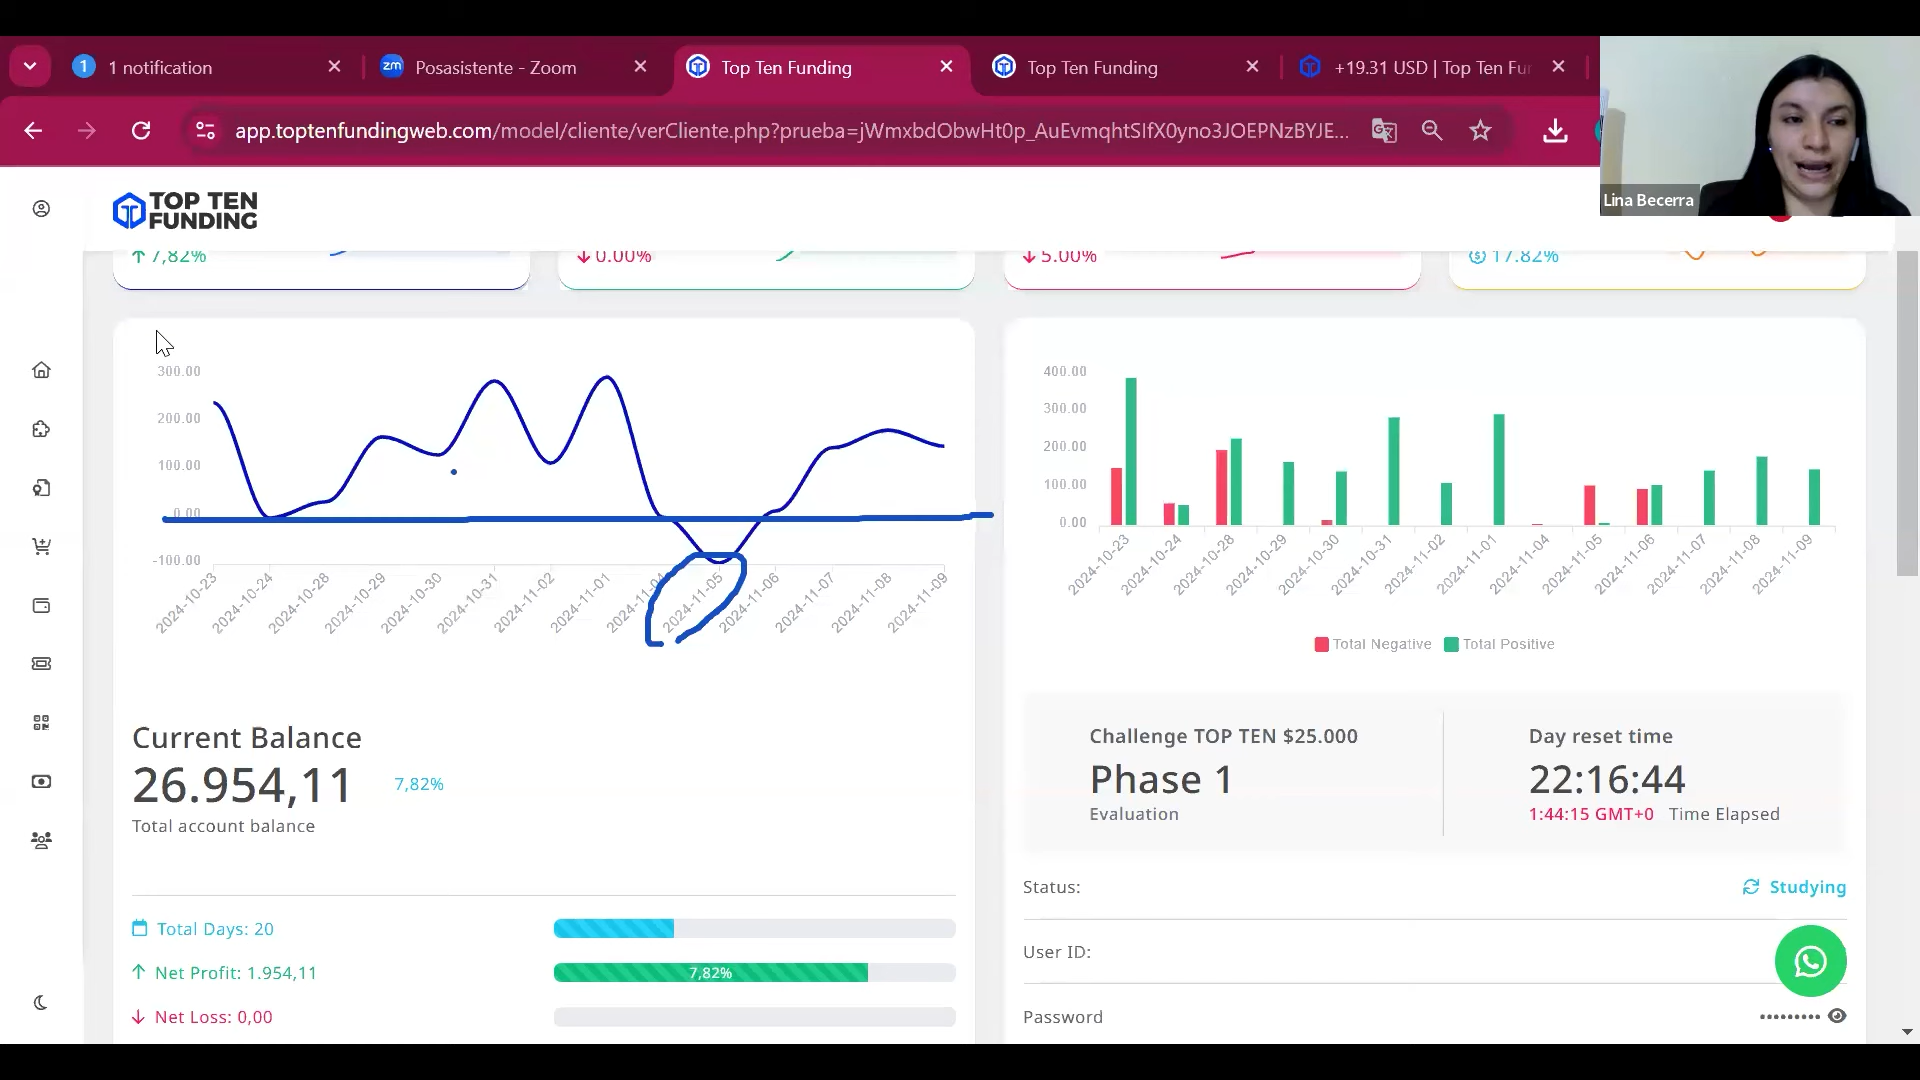 1 notification
Posasistente - Zoom
Top Ten Funding
Top Ten Funding
+19.31 USD | Top Ten Fun
app.toptenfundingweb.com/model/cliente/verCliente.php?prueba=jWmxbdObwHt0p_AuEvmqhtSIfX0yno3JOEPNzBYJE...
Lina Becerra
TOP TEN
FUNDING
7,82%
0.00%
5.00%
17.82%
300.00
200.00
100.00
0.00
-100.00
2024-10-23
2024-10-24
2024-10-28
2024-10-29
2024-10-30
2024-10-31
2024-11-02
2024-11-01
2024-11-04
2024-11-05
2024-11-06
2024-11-07
2024-11-08
2024-11-09
400.00
300.00
200.00
100.00
0.00
2024-10-23
2024-10-24
2024-10-28
2024-10-29
2024-10-30
2024-10-31
2024-11-02
2024-11-01
2024-11-04
2024-11-05
2024-11-06
2024-11-07
2024-11-08
2024-11-09
Total Negative
Total Positive
Current Balance
26.954,11
7,82%
Total account balance
Challenge TOP TEN $25.000
Phase 1
Evaluation
Day reset time
22:16:44
1:44:15 GMT+0 Time Elapsed
Total Days: 20
Net Profit: 1.954,11
7,82%
Net Loss: 0,00
Status:
Studying
User ID:
Password
•••••••••